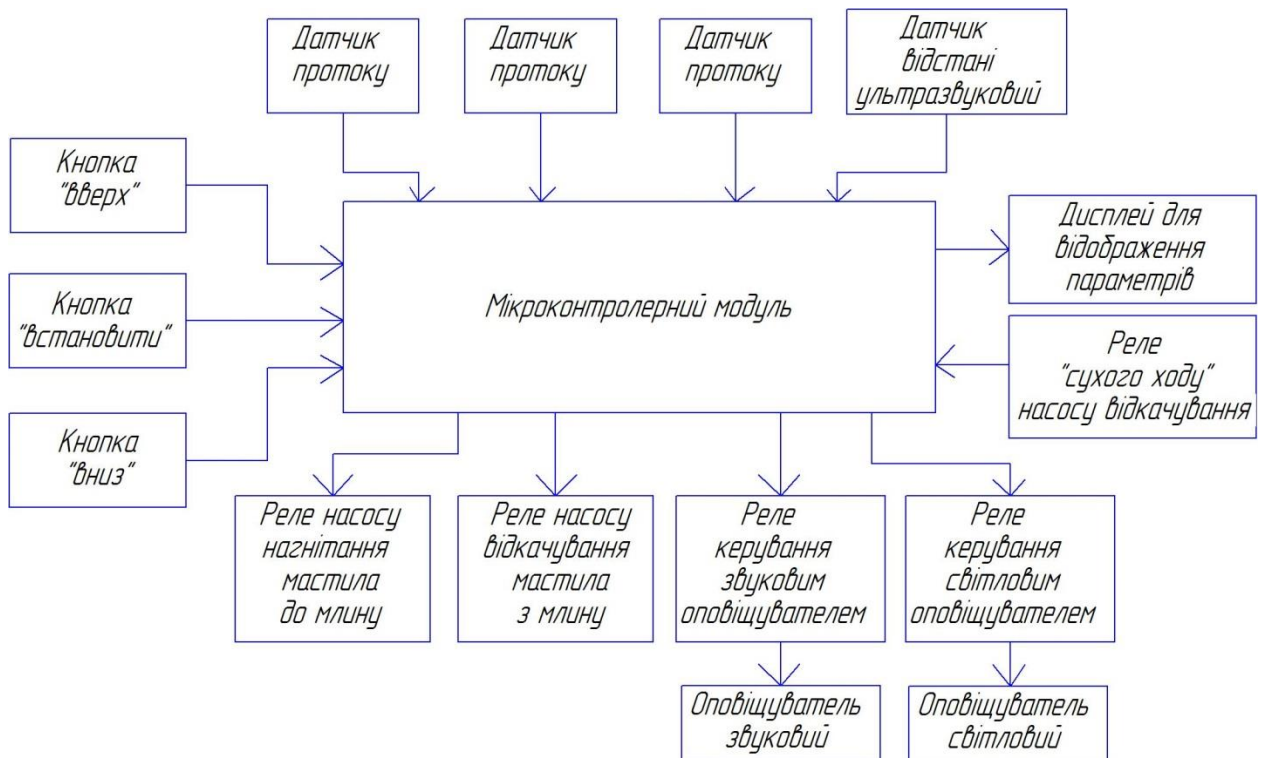 Датчик
протоку
Датчик
протоку
Датчик
протоку
Датчик
відстані
ультразвуковий
Кнопка
"вверх"
Кнопка
"встановити"
Кнопка
"вниз"
Мікроконтролерний модуль
Дисплей для
відображення
параметрів
Реле
"сухого ходу"
насосу відкачування
Реле насосу
нагнітання
мастила
до млину
Реле насосу
відкачування
мастила
з млину
Реле
керування
звуковим
оповіщувателем
Реле
керування
світловим
оповіщувателем
Оповіщуватель
звуковий
Оповіщуватель
світловий